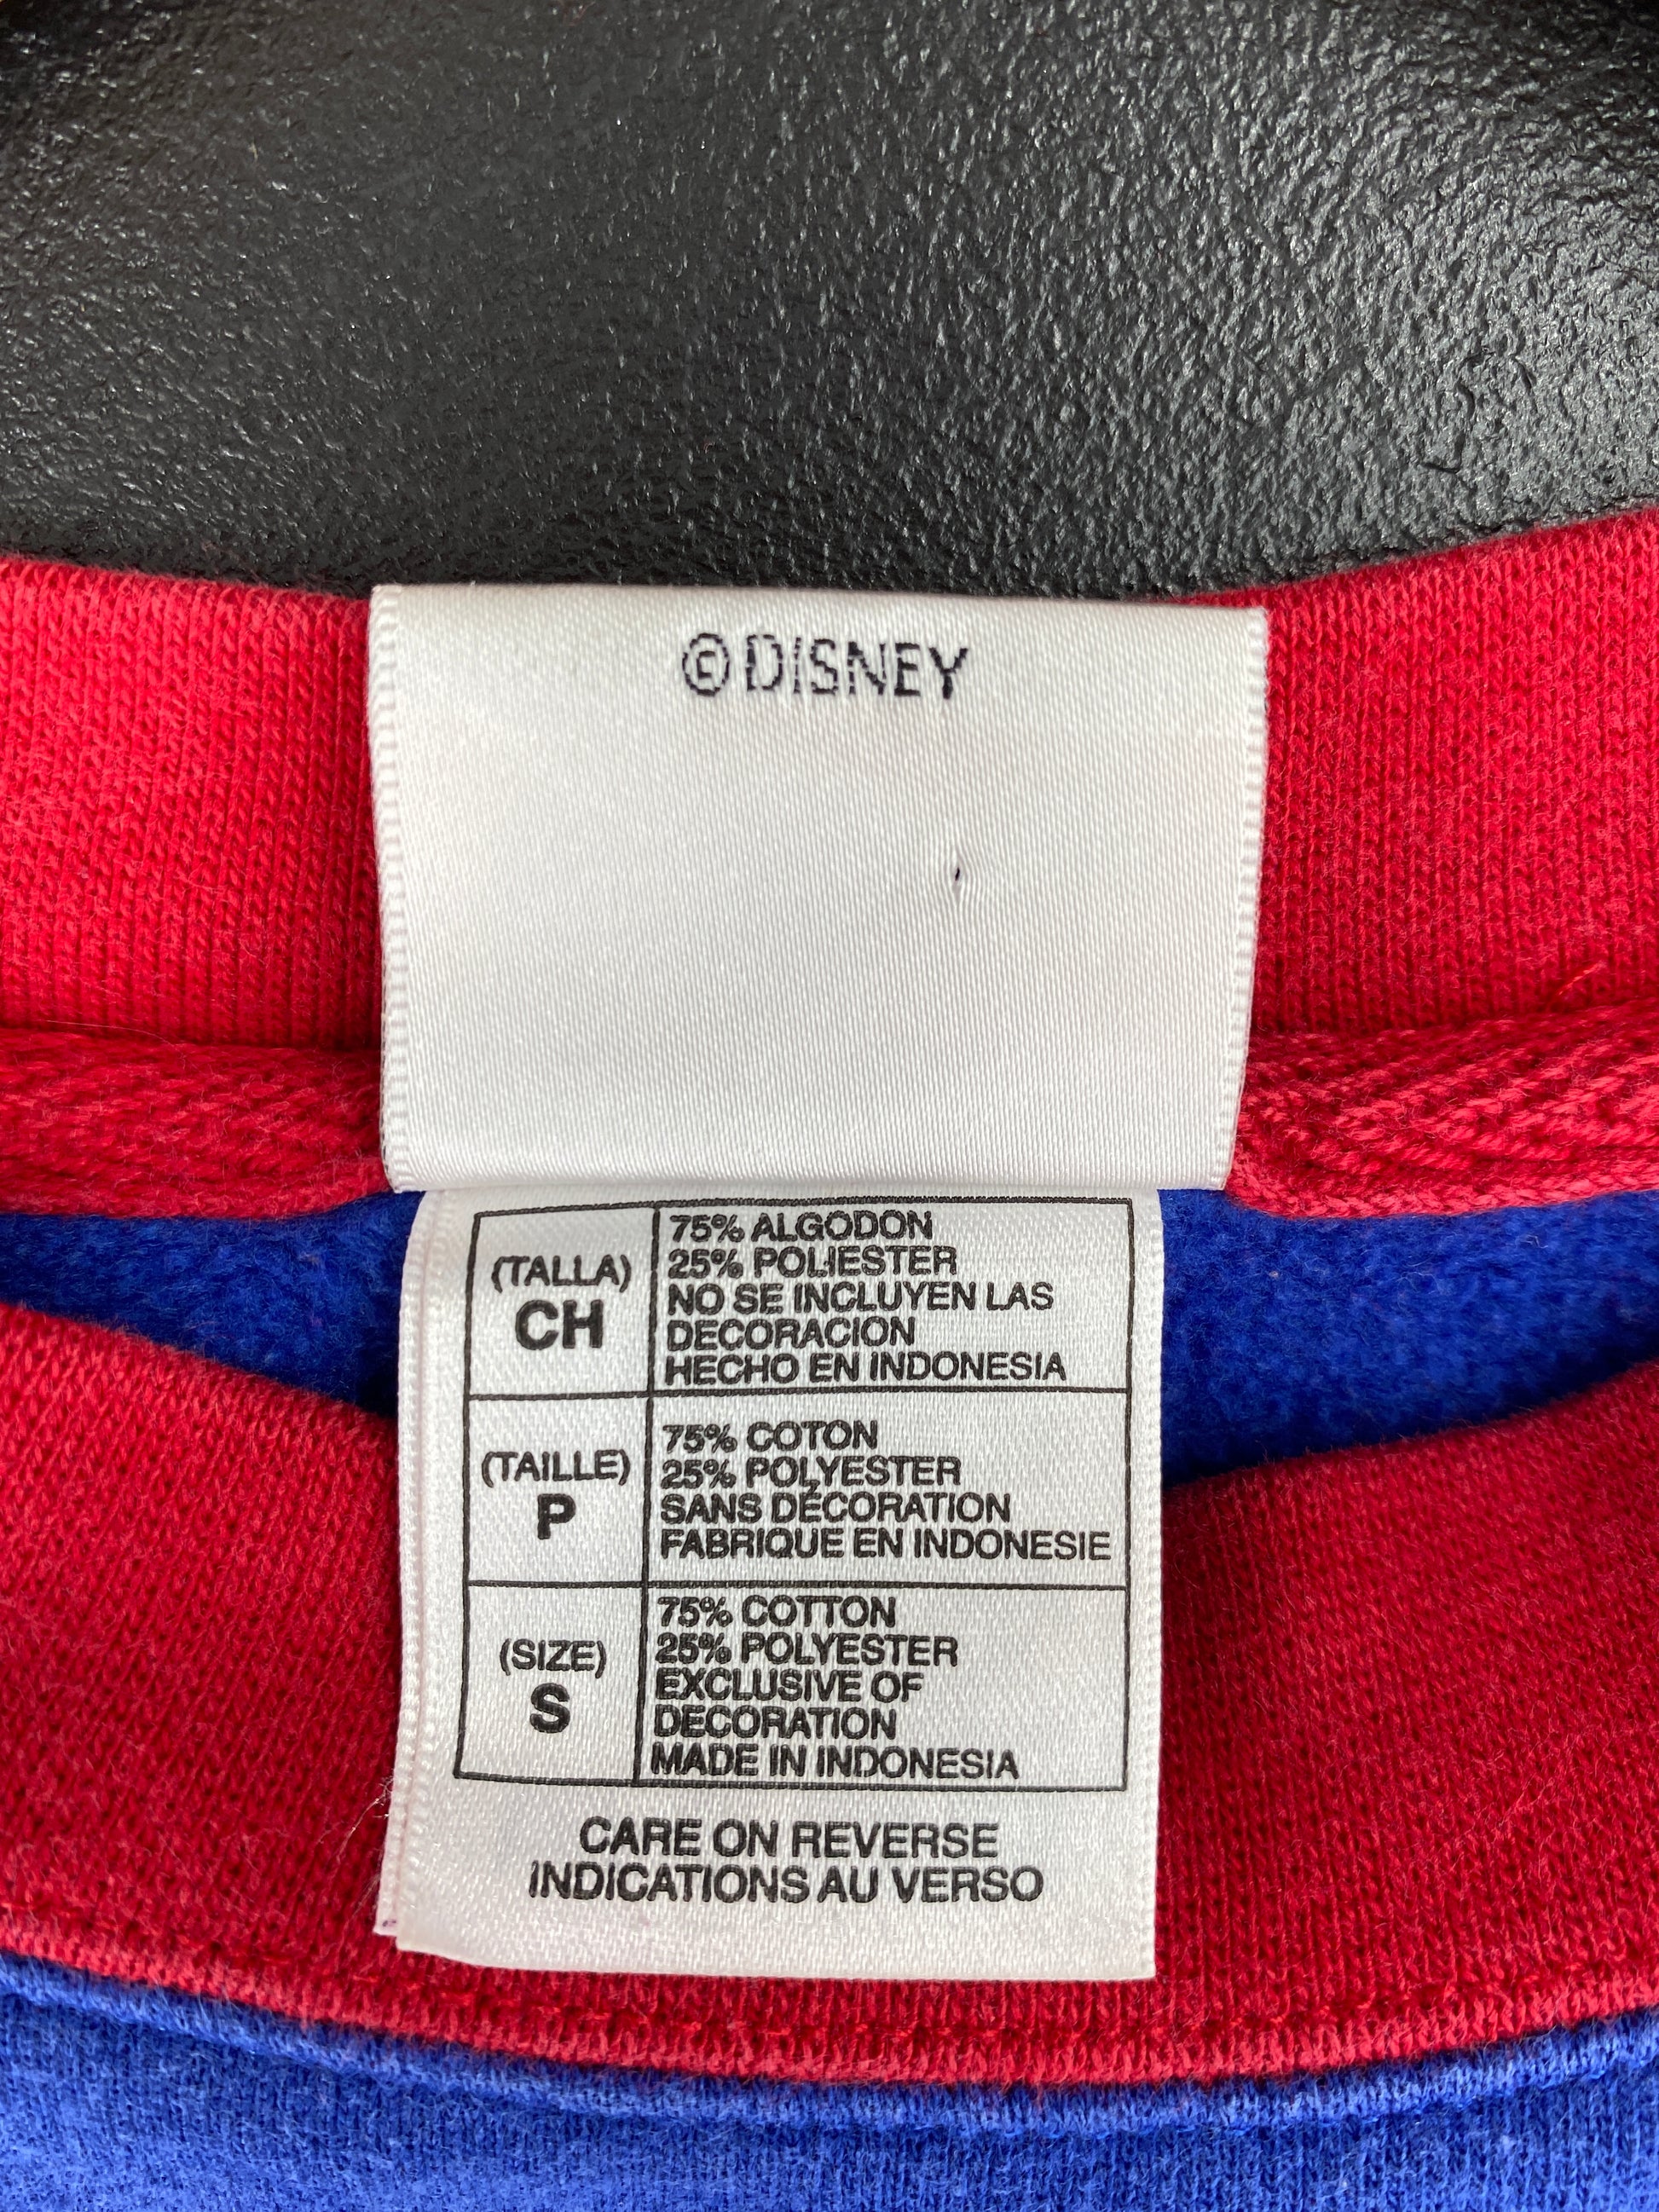 ©DISNEY
(TALLA)
CH
75% ALGODON
25% POLIESTER
NO SE INCLUYEN LAS
DECORACION
HECHO EN INDONESIA
(TAILLE)
P
75% COTON
25% POLYESTER
SANS DÉCORATION
FABRIQUE EN INDONESIE
(SIZE)
S
75% COTTON
25% POLYESTER
EXCLUSIVE OF
DECORATION
MADE IN INDONESIA
CARE ON REVERSE
INDICATIONS AU VERSO